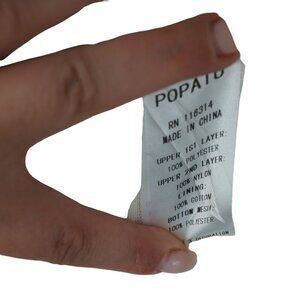 POPATU
RN 116314
MADE IN CHINA
UPPER 1ST LAYER:
100% POLYESTER
UPPER 2ND LAYER:
100% NYLON
LINING:
100% COTTON
BOTTOM MESH:
100% POLYESTER